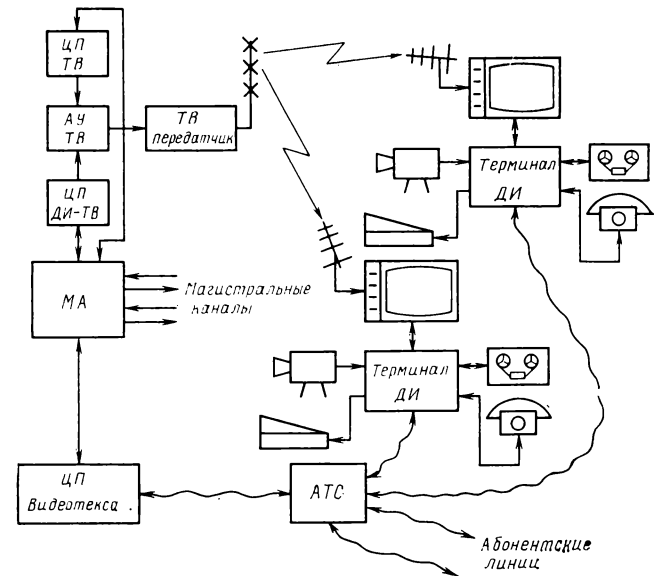 ЦП
ТВ
АУ
ТВ
ТВ
передатчик
ЦП
ДИ-ТВ
МА
Магистральные
каналы
Терминал
ДИ
Терминал
ДИ
ЦП
Видеотекса
АТС
Абонентские
линии